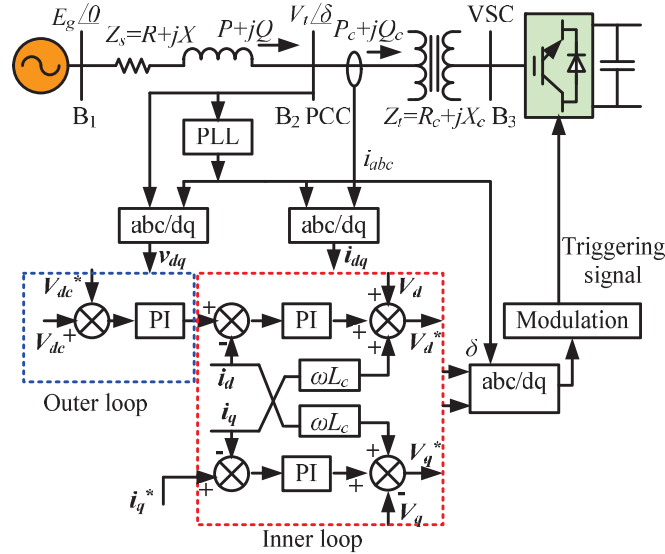 E_g/0
Z_s=R+jX
P+jQ
V_t/δ
P_c+jQ_c
VSC
B_1
B_2 PCC
Z_t=R_c+jX_c
B_3
PLL
i_abc
abc/dq
abc/dq
v_dq
i_dq
Triggering
signal
V_dc*
V_dc
+
PI
+
-
PI
+
+
+
V_d
V_d*
Modulation
i_d
ωL_c
δ
abc/dq
Outer loop
i_q
ωL_c
-
+
i_q*
+
PI
+
-
V_q*
V_q
Inner loop